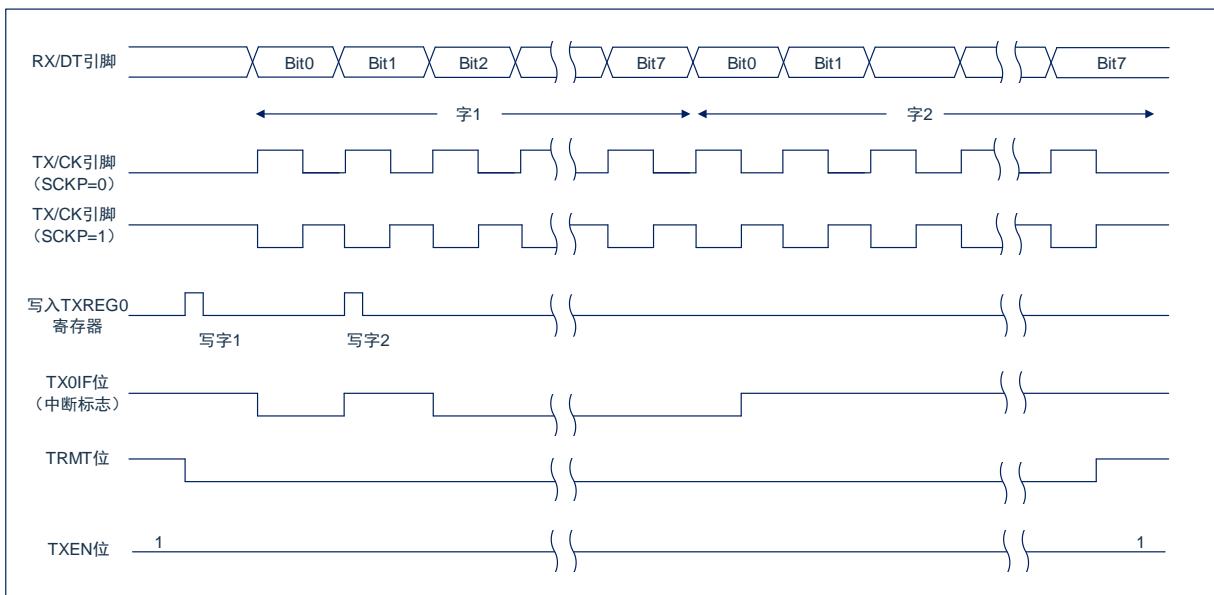 RX/DT引脚
Bit0 Bit1 Bit2 Bit7 Bit0 Bit1 Bit7
字1 字2
TX/CK引脚
（SCKP=0）
TX/CK引脚
（SCKP=1）
写入TXREG0
寄存器
写字1 写字2
TX0IF位
（中断标志）
TRMT位
TXEN位 1 1